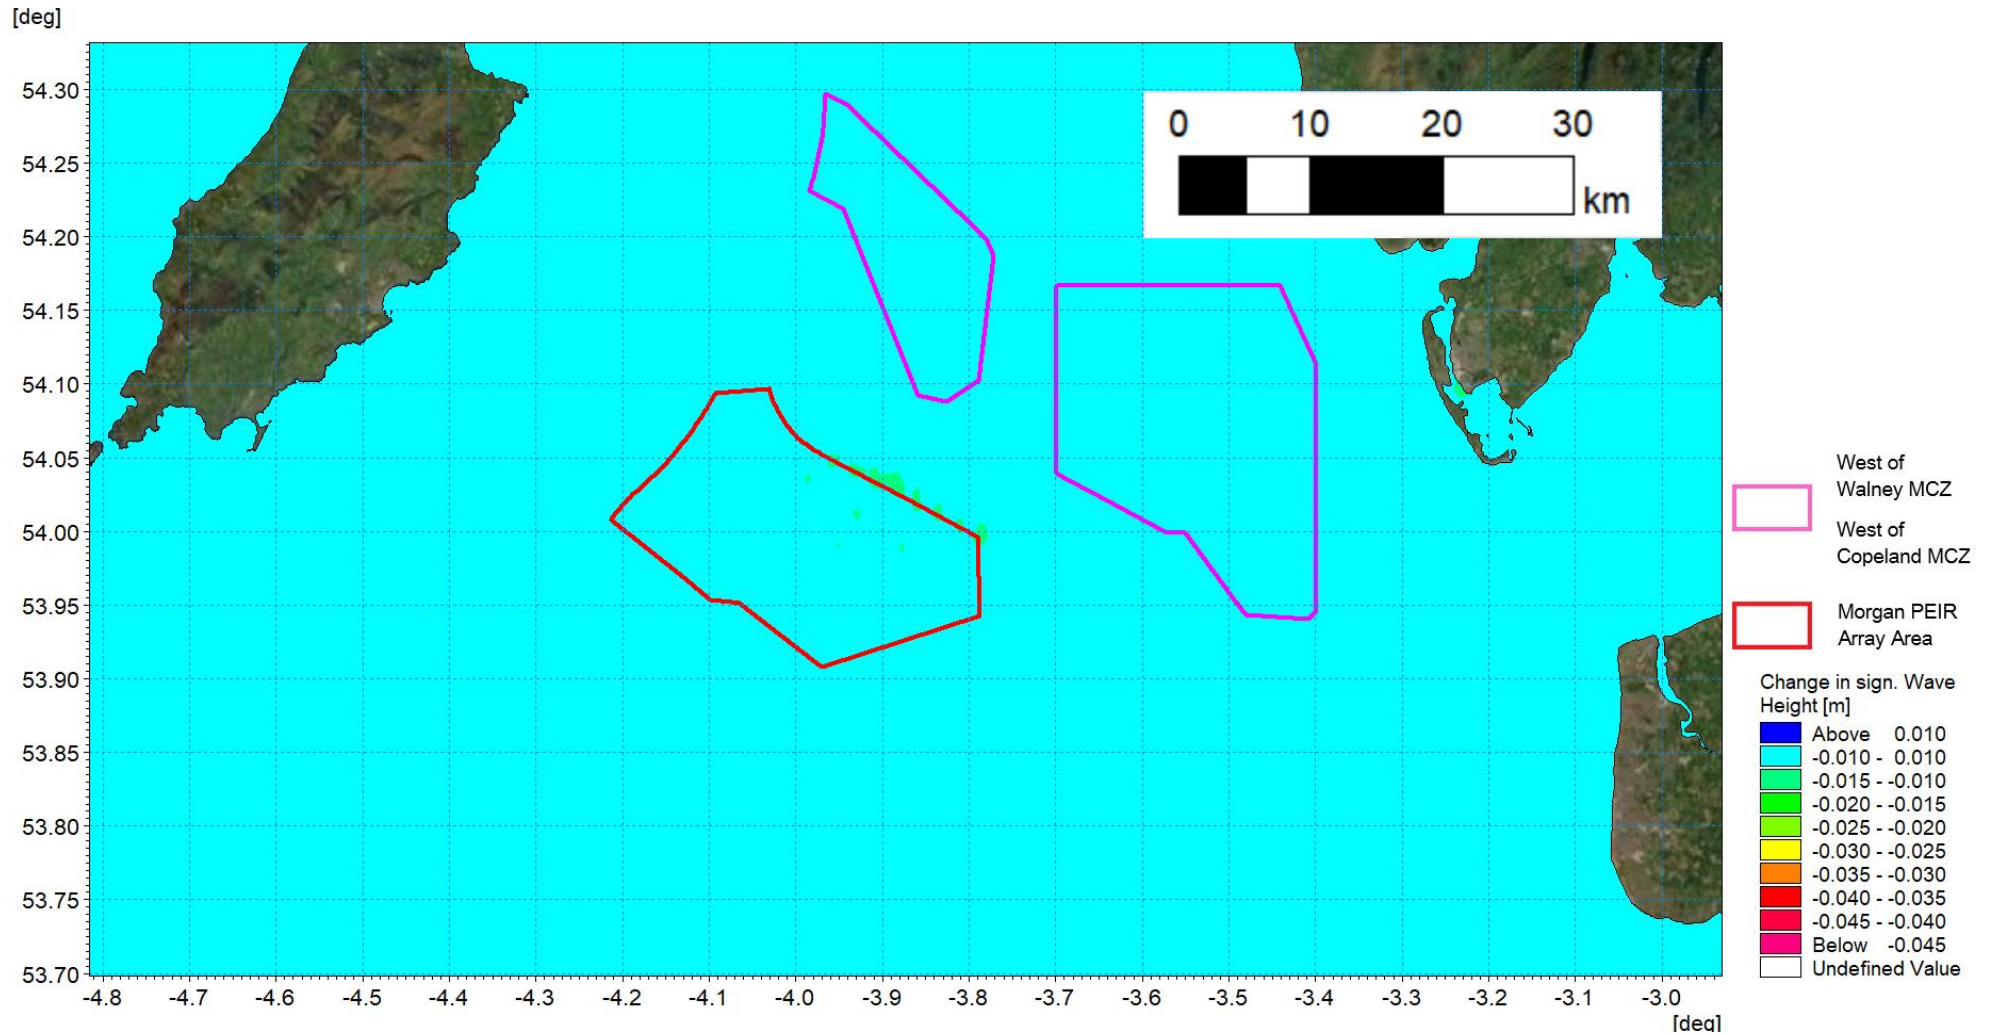 [deg]
54.30
54.25
54.20
54.15
54.10
54.05
54.00
53.95
53.90
53.85
53.80
53.75
53.70
0 10 20 30
km
West of
Walney MCZ
West of
Copeland MCZ
Morgan PEIR
Array Area
Change in sign. Wave
Height [m]
Above 0.010
-0.010 - 0.010
-0.015 - -0.010
-0.020 - -0.015
-0.025 - -0.020
-0.030 - -0.025
-0.035 - -0.030
-0.040 - -0.035
-0.045 - -0.040
Below -0.045
Undefined Value
-4.8 -4.7 -4.6 -4.5 -4.4 -4.3 -4.2 -4.1 -4.0 -3.9 -3.8 -3.7 -3.6 -3.5 -3.4 -3.3 -3.2 -3.1 -3.0
[deg]